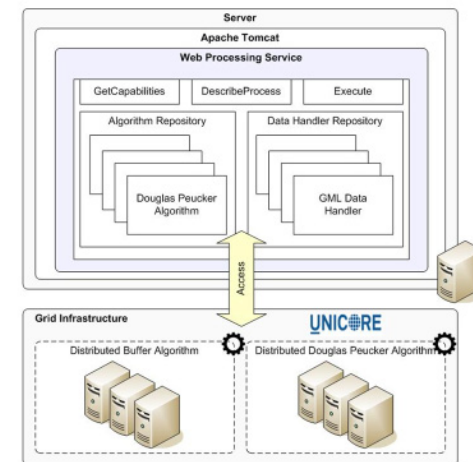 Server
Apache Tomcat
Web Processing Service
GetCapabilities
DescribeProcess
Execute
Algorithm Repository
Data Handler Repository
Douglas Peucker
Algorithm
GML Data
Handler
Access
Grid Infrastructure
UNICORE
Distributed Buffer Algorithm
Distributed Douglas Peucker Algorithm